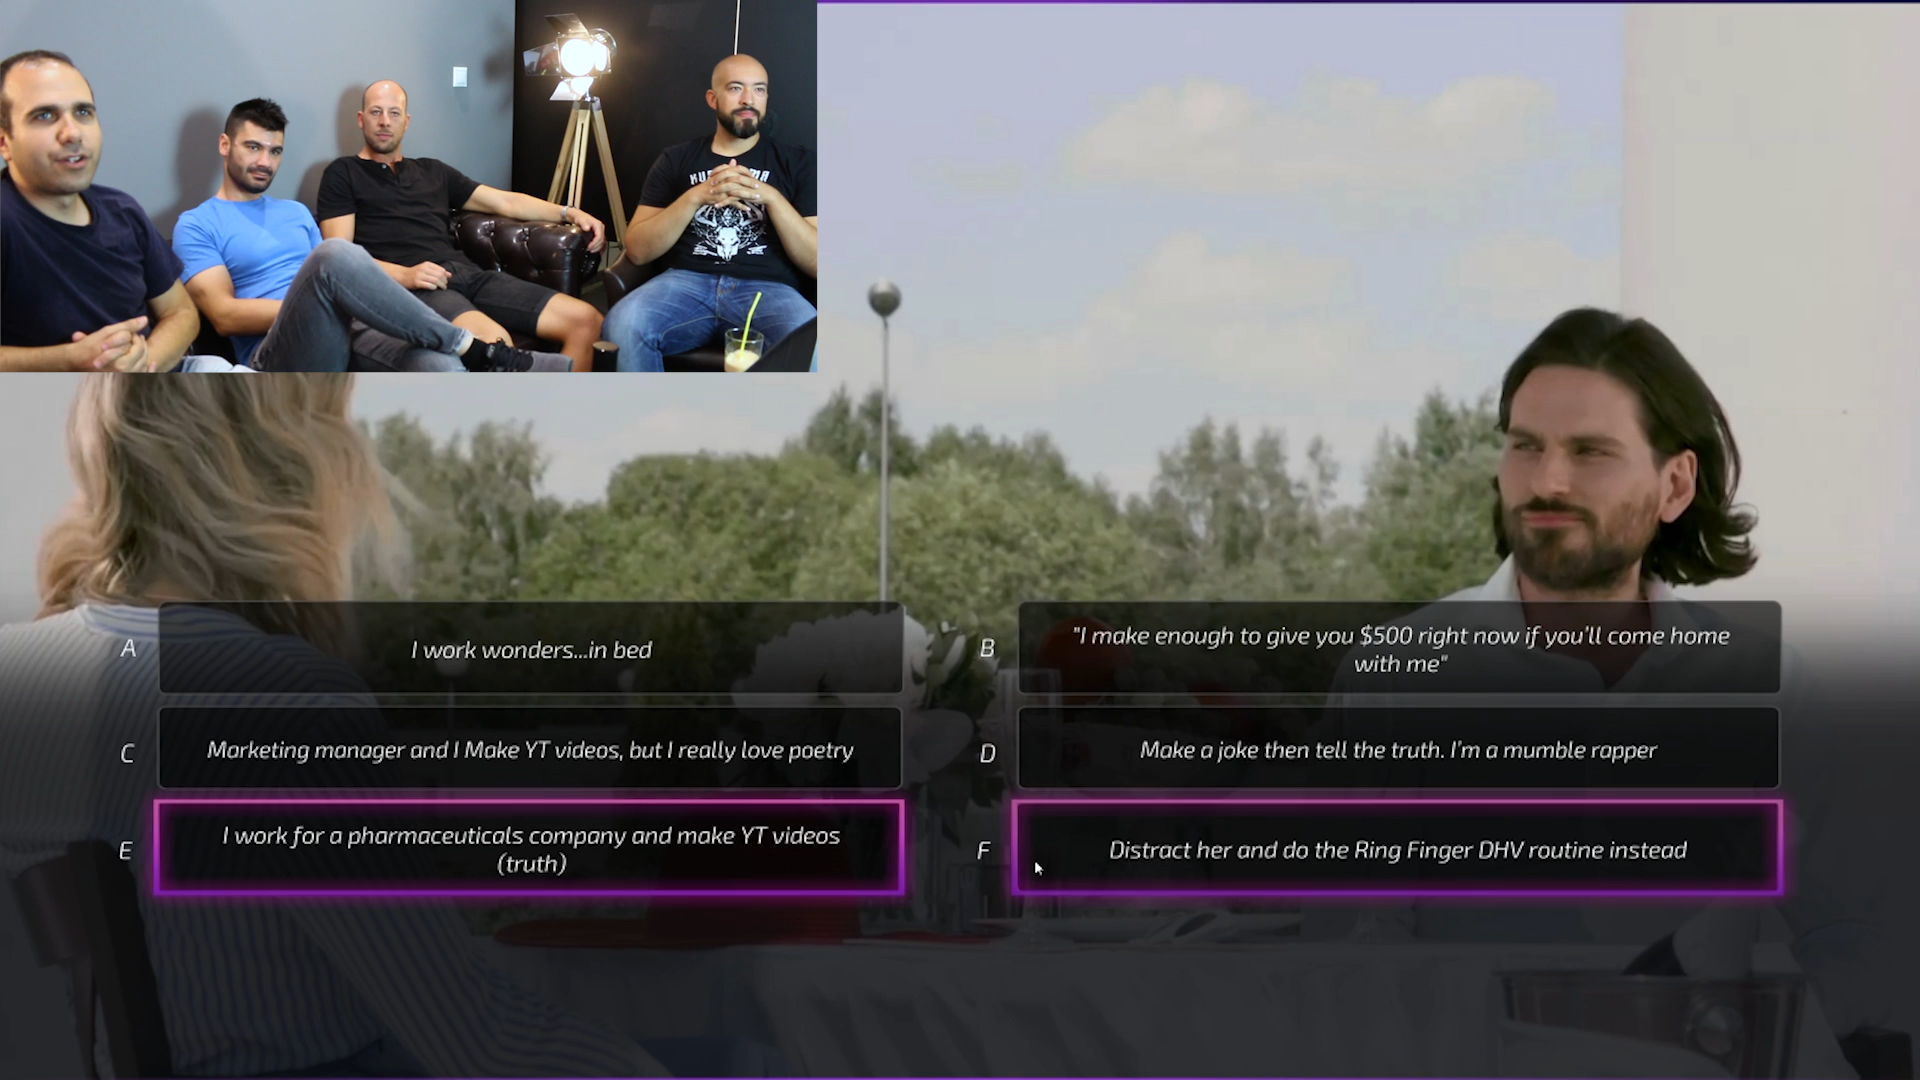 A
I work wonders...in bed
B
"I make enough to give you $500 right now if you'll come home
with me"
C
Marketing manager and I Make YT videos, but I really love poetry
D
Make a joke then tell the truth. I'm a mumble rapper
E
I work for a pharmaceuticals company and make YT videos
(truth)
F
Distract her and do the Ring Finger DHV routine instead